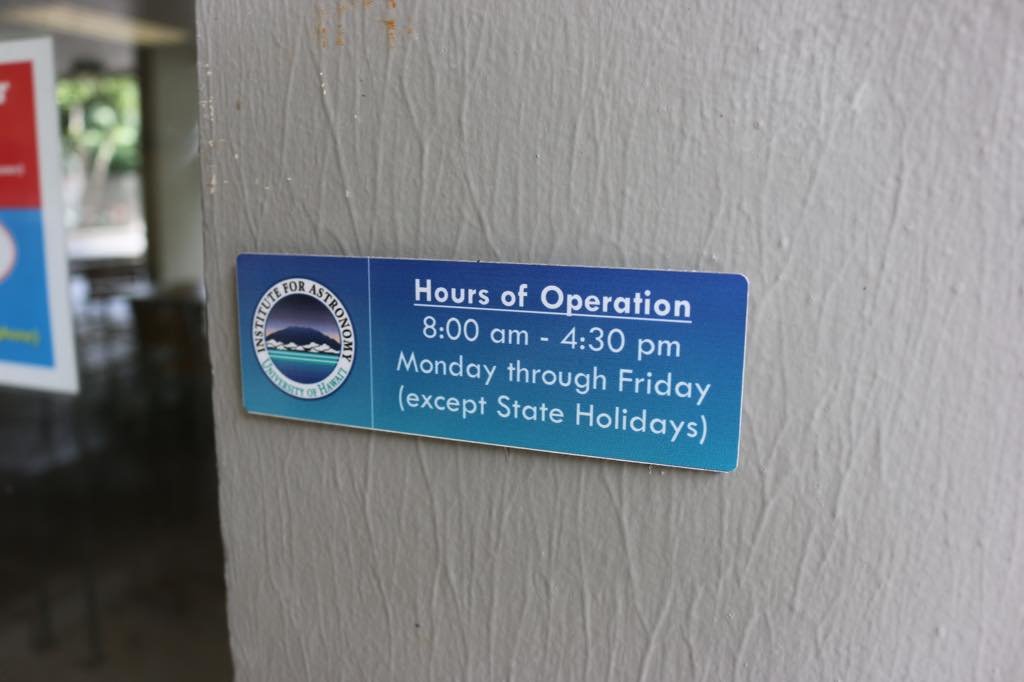 INSTITUTE FOR ASTRONOMY
UNIVERSITY OF HAWAI'I
Hours of Operation
8:00 am - 4:30 pm
Monday through Friday
(except State Holidays)